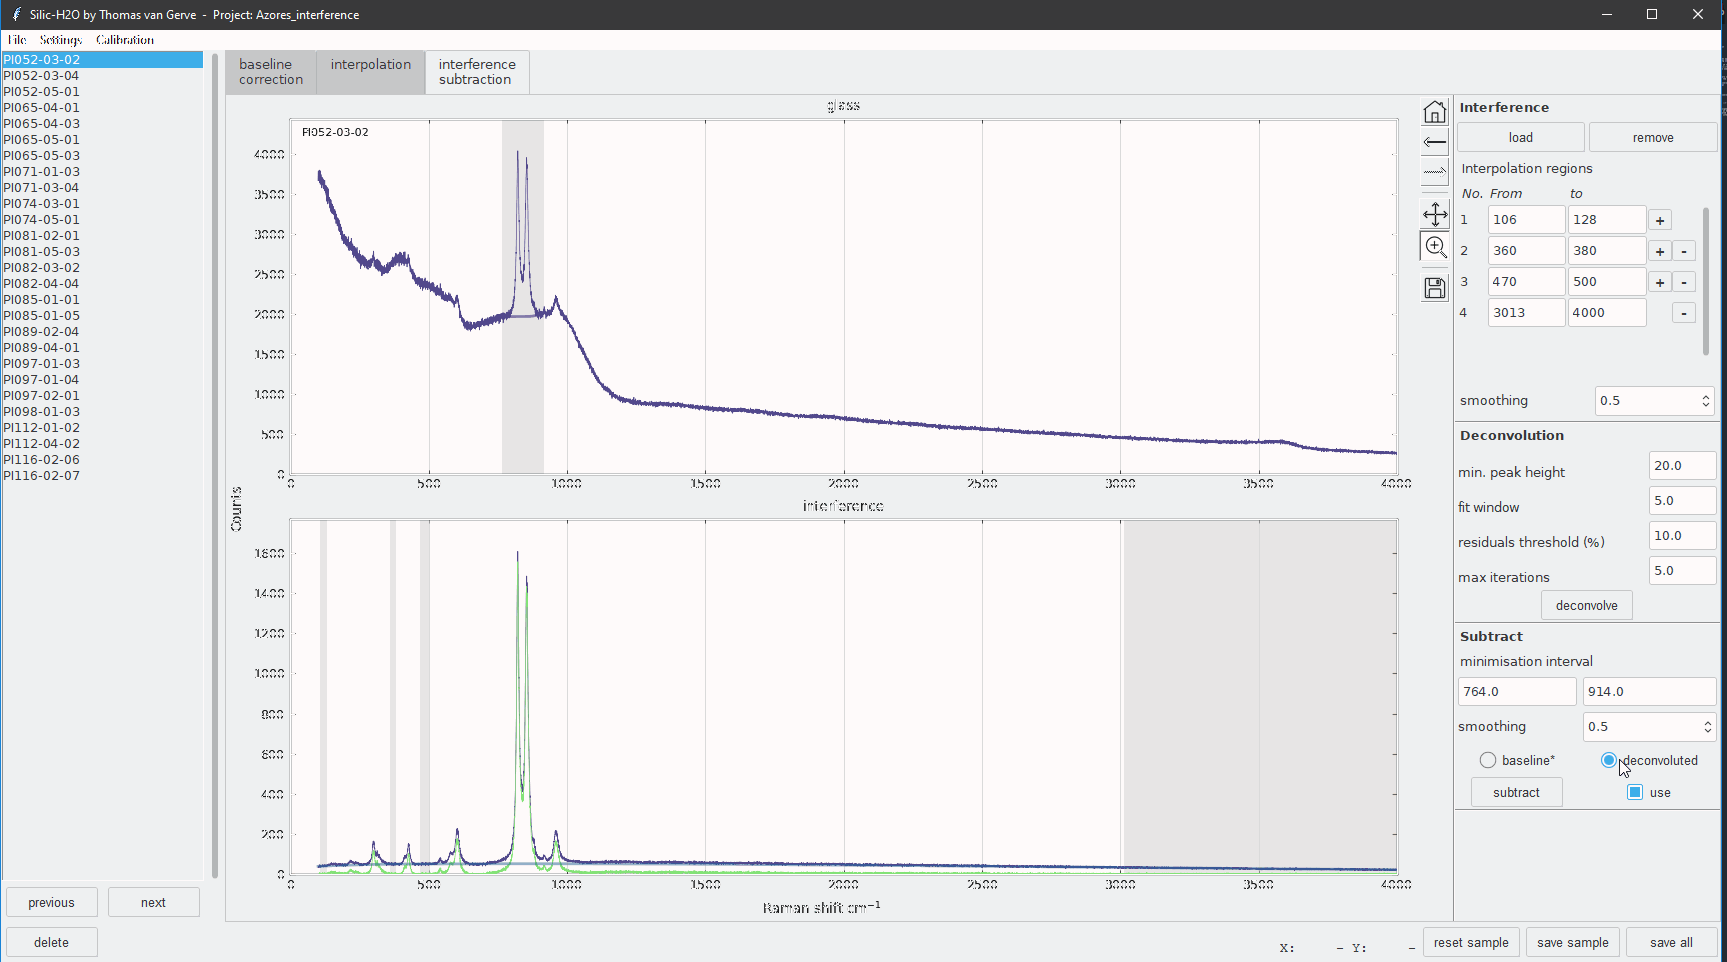 Silic-H2O by Thomas van Gerve - Project: Azores_interference
File Settings Calibration
PI052-03-02
PI052-03-04
PI052-05-01
PI065-04-01
PI065-04-03
PI065-05-01
PI065-05-03
PI071-01-03
PI071-03-04
PI074-03-01
PI074-05-01
PI081-02-01
PI081-05-03
PI082-03-02
PI082-04-04
PI085-01-01
PI085-01-05
PI089-02-04
PI089-04-01
PI097-01-03
PI097-01-04
PI097-02-01
PI098-01-03
PI112-01-02
PI112-04-02
PI116-02-06
PI116-02-07
previous next
delete
baseline correction
interpolation
interference subtraction
glass
PI052-03-02
4000
3500
3000
2500
2000
1500
1000
500
0
0 500 1000 1500 2000 2500 3000 3500 4000
Counts
interference
1600
1400
1200
1000
800
600
400
200
0
0 500 1000 1500 2000 2500 3000 3500 4000
Raman shift cm⁻¹
Interference
load remove
Interpolation regions
No. From to
1 106 128 +
2 360 380 + -
3 470 500 + -
4 3013 4000 -
smoothing 0.5
Deconvolution
min. peak height 20.0
fit window 5.0
residuals threshold (%) 10.0
max iterations 5.0
deconvolve
Subtract
minimisation interval
764.0 914.0
smoothing 0.5
baseline* deconvoluted
subtract use
X: - Y: -
reset sample save sample save all